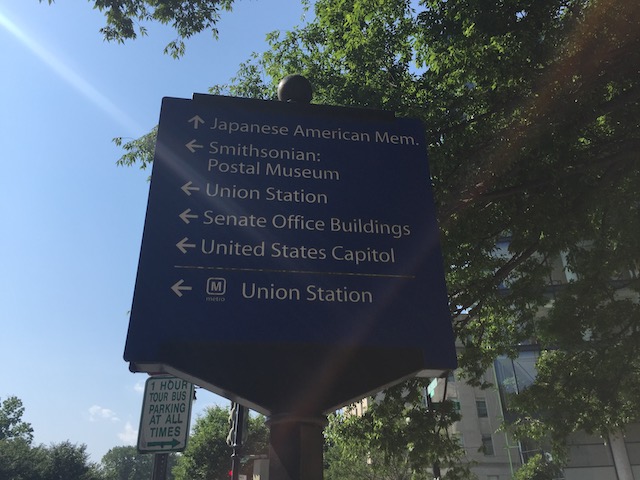 ↑ Japanese American Mem.
← Smithsonian:
Postal Museum
← Union Station
← Senate Office Buildings
← United States Capitol
← M metro Union Station
1 HOUR
TOUR BUS
PARKING
AT ALL
TIMES